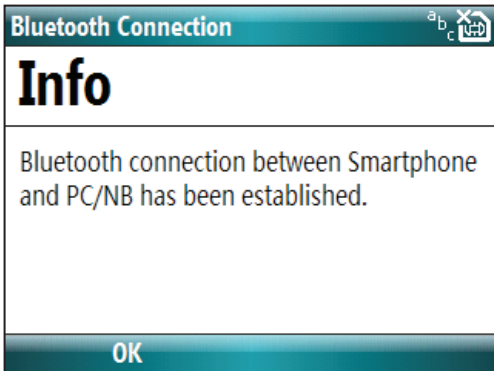 Bluetooth Connection abc
Info
Bluetooth connection between Smartphone
and PC/NB has been established.
OK